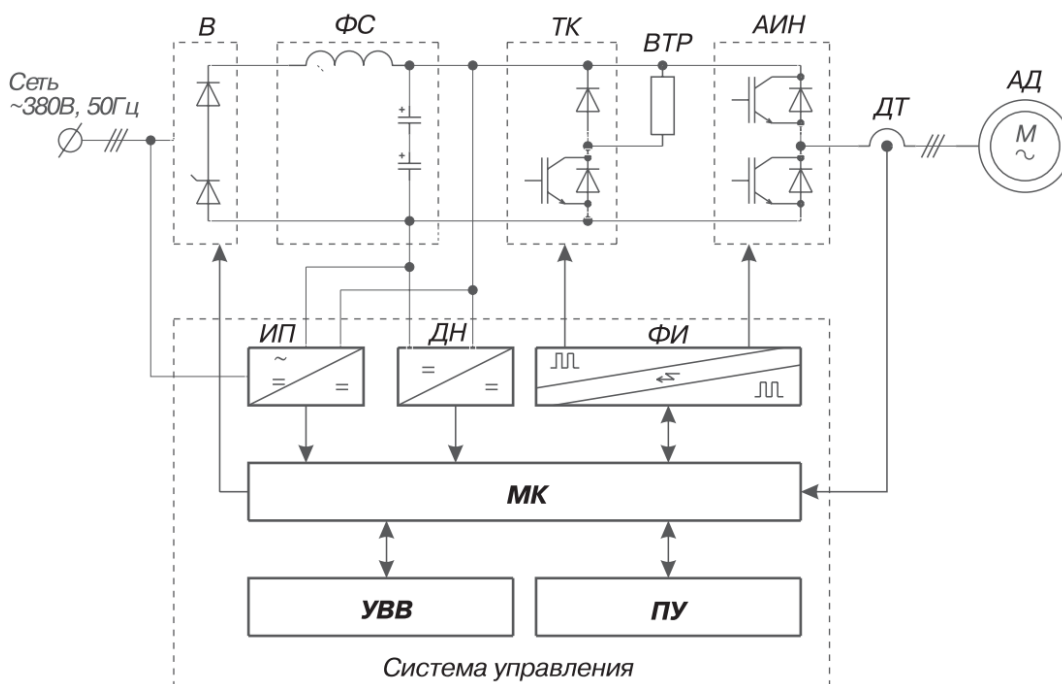 В
ФС
ТК
ВТР
АИН
Сеть
~380В, 50Гц
ДТ
АД
М
~
+
+
ИП
ДН
ФИ
~
=
=
=
=
МК
УВВ
ПУ
Система управления